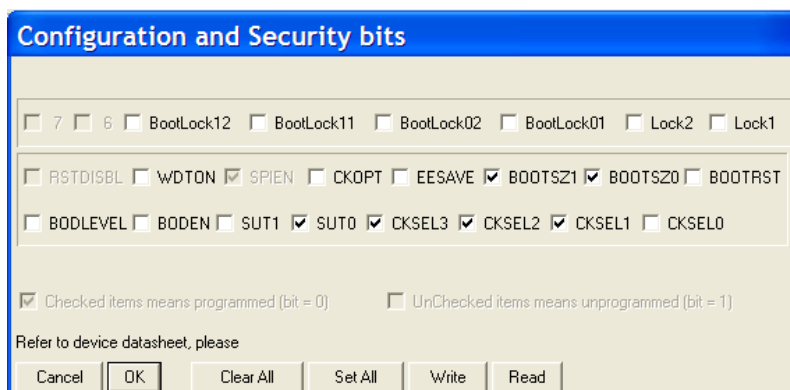 Configuration and Security bits
7 6 BootLock12 BootLock11 BootLock02 BootLock01 Lock2 Lock1
RSTDISBL WDTON SPIEN CKOPT EESAVE BOOTSZ1 BOOTSZ0 BOOTRST
BODLEVEL BODEN SUT1 SUT0 CKSEL3 CKSEL2 CKSEL1 CKSEL0
Checked items means programmed (bit = 0) UnChecked items means unprogrammed (bit = 1)
Refer to device datasheet, please
Cancel OK Clear All Set All Write Read